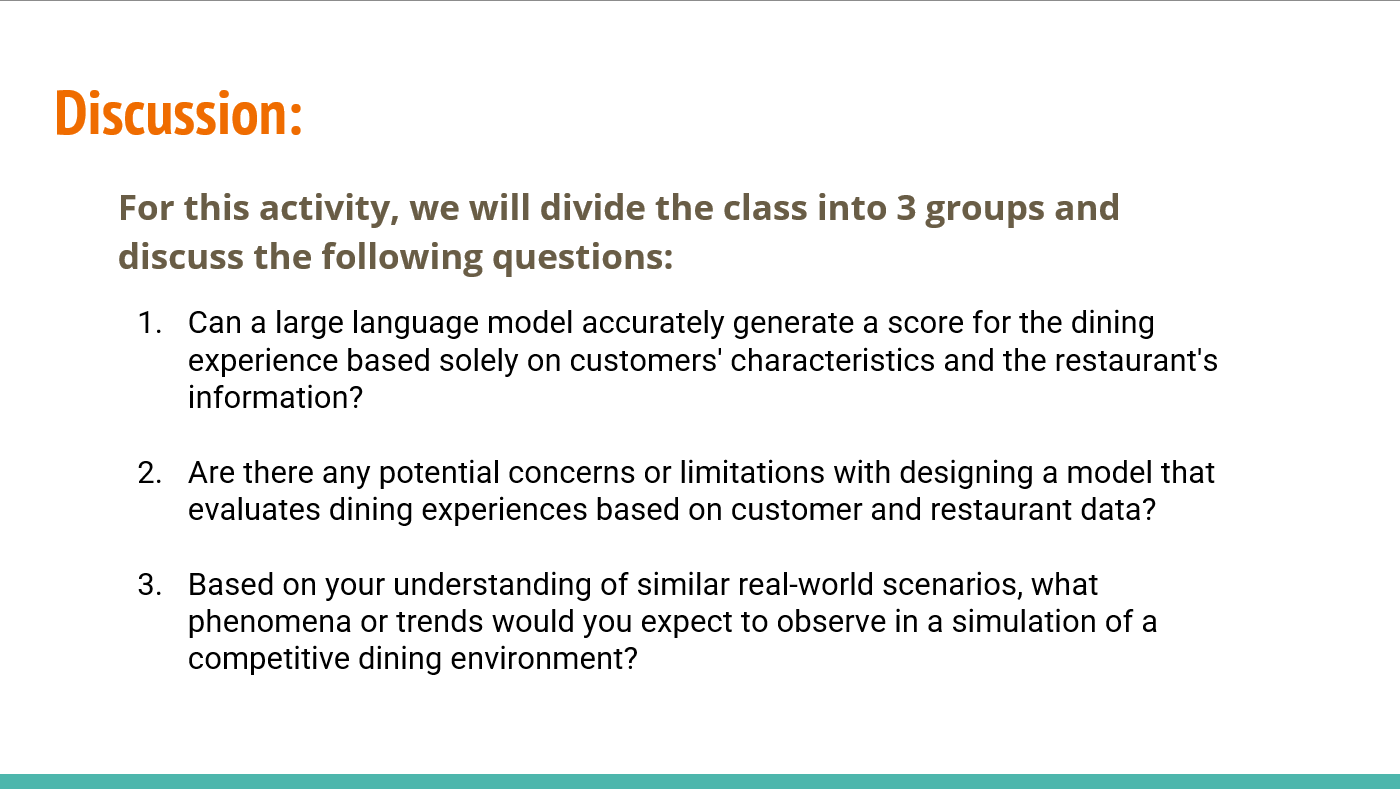 Discussion:
For this activity, we will divide the class into 3 groups and
discuss the following questions:
1. Can a large language model accurately generate a score for the dining
experience based solely on customers' characteristics and the restaurant's
information?
2. Are there any potential concerns or limitations with designing a model that
evaluates dining experiences based on customer and restaurant data?
3. Based on your understanding of similar real-world scenarios, what
phenomena or trends would you expect to observe in a simulation of a
competitive dining environment?